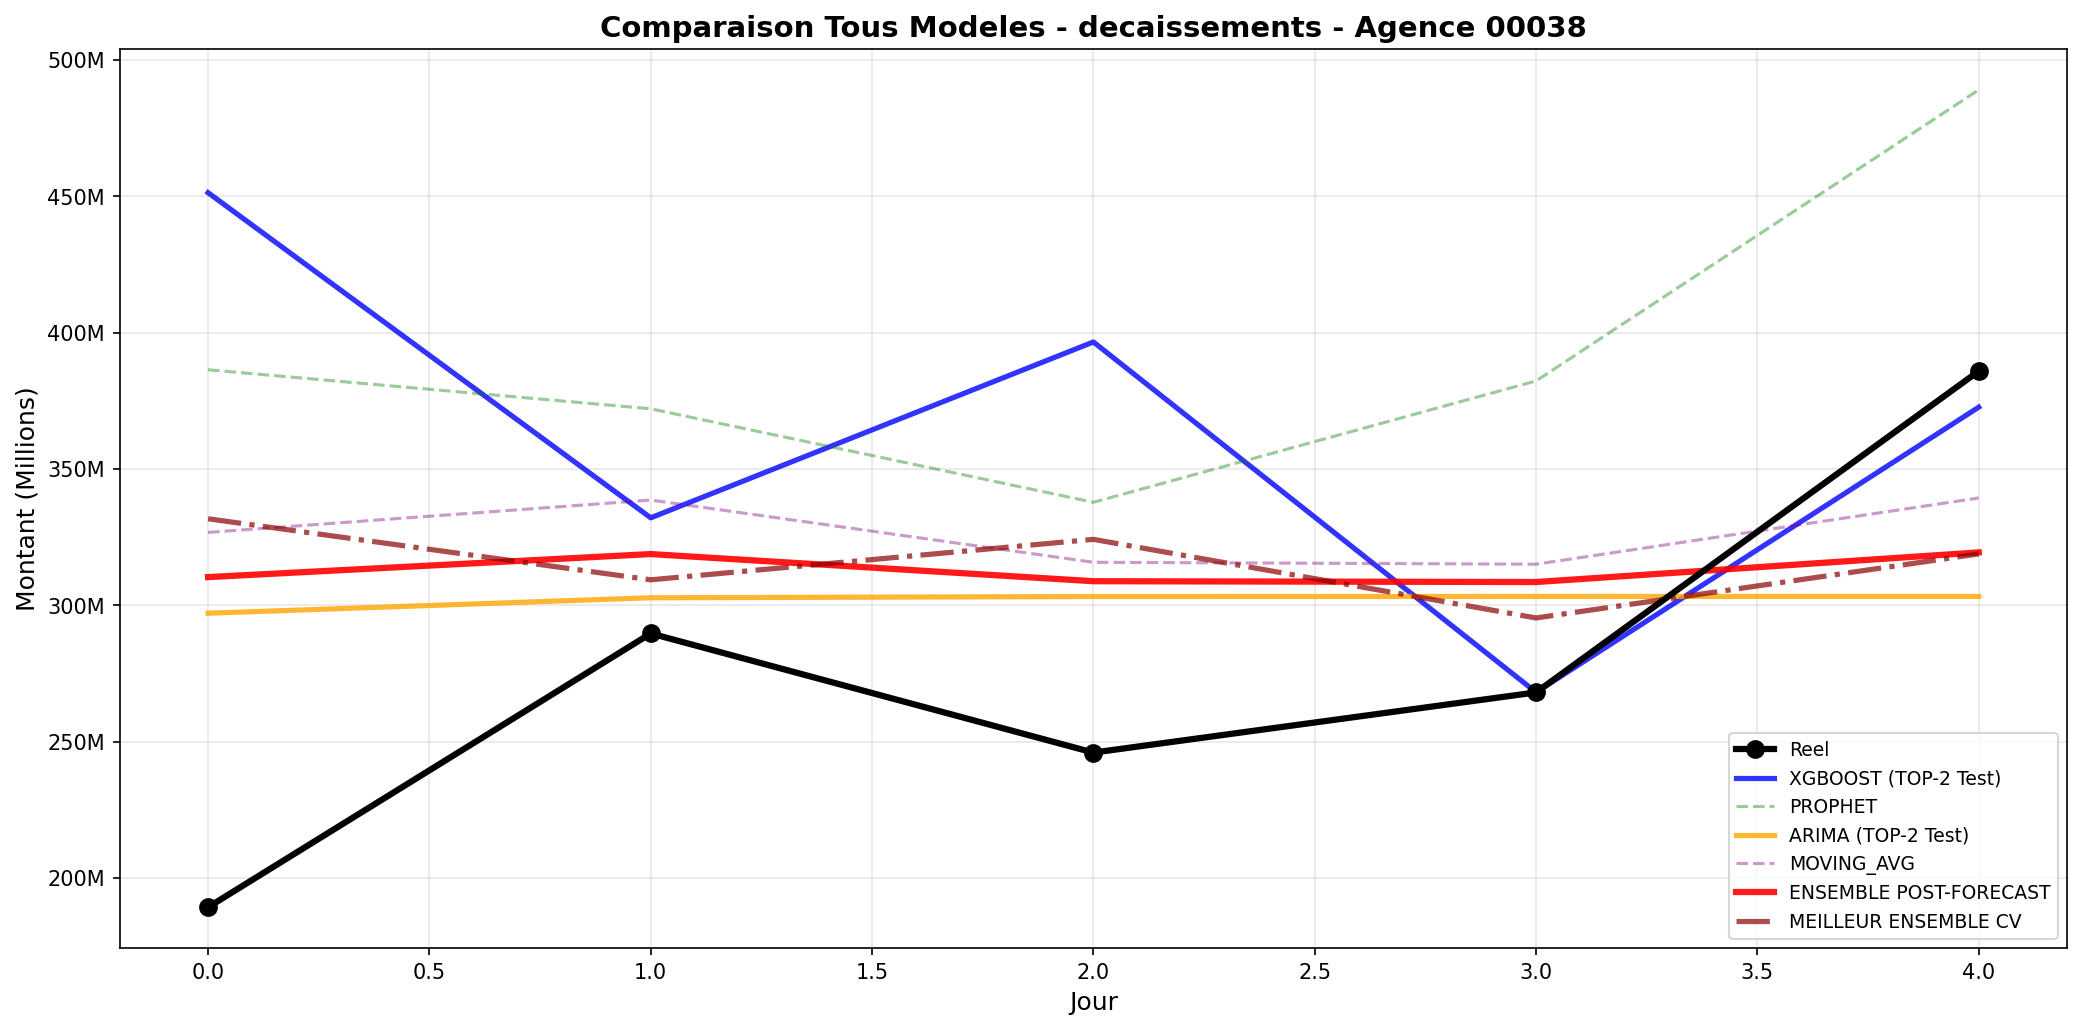 Comparaison Tous Modeles - decaissements - Agence 00038
Montant (Millions)
500M
450M
400M
350M
300M
250M
200M
0.0
0.5
1.0
1.5
2.0
2.5
3.0
3.5
4.0
Jour
Reel
XGBOOST (TOP-2 Test)
PROPHET
ARIMA (TOP-2 Test)
MOVING_AVG
ENSEMBLE POST-FORECAST
MEILLEUR ENSEMBLE CV